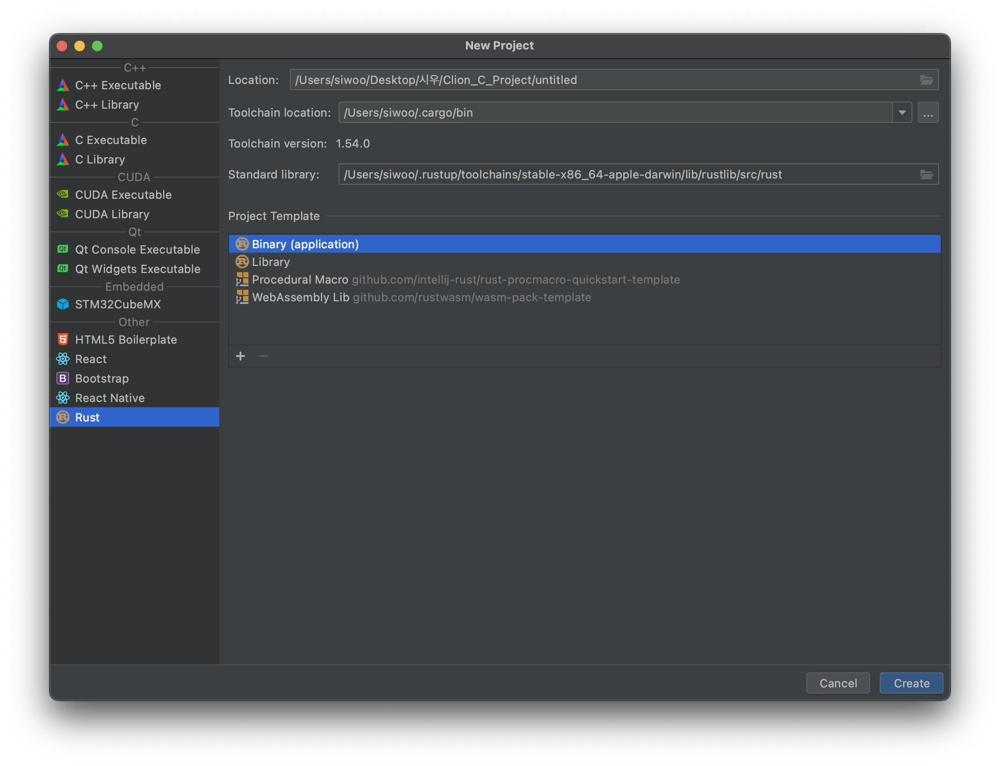 New Project
C++
C++ Executable
C++ Library
C
C Executable
C Library
CUDA
CUDA Executable
CUDA Library
Qt
Qt Qt Console Executable
Qt Qt Widgets Executable
Embedded
STM32CubeMX
Other
5 HTML5 Boilerplate
React
B Bootstrap
React Native
R Rust
Location: /Users/siwoo/Desktop/시우/Clion_C_Project/untitled
Toolchain location: /Users/siwoo/.cargo/bin ...
Toolchain version: 1.54.0
Standard library: /Users/siwoo/.rustup/toolchains/stable-x86_64-apple-darwin/lib/rustlib/src/rust
Project Template
R Binary (application)
R Library
Procedural Macro github.com/intellij-rust/rust-procmacro-quickstart-template
WebAssembly Lib github.com/rustwasm/wasm-pack-template
+ −
Cancel Create